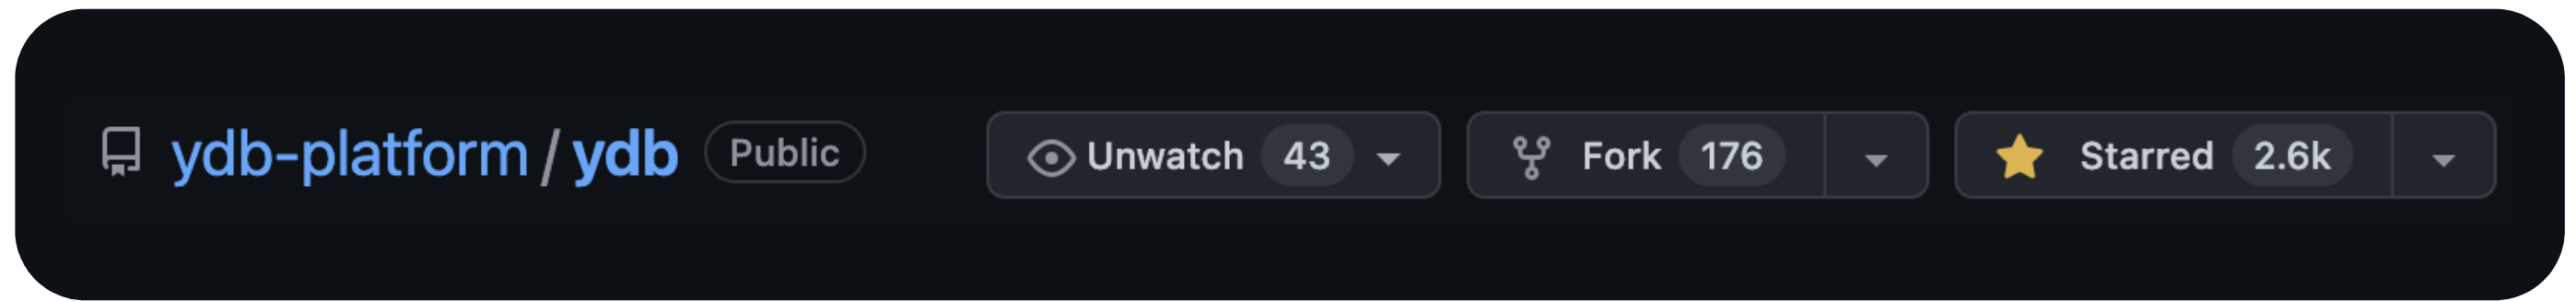 ydb-platform / ydb Public Unwatch 43 Fork 176 Starred 2.6k